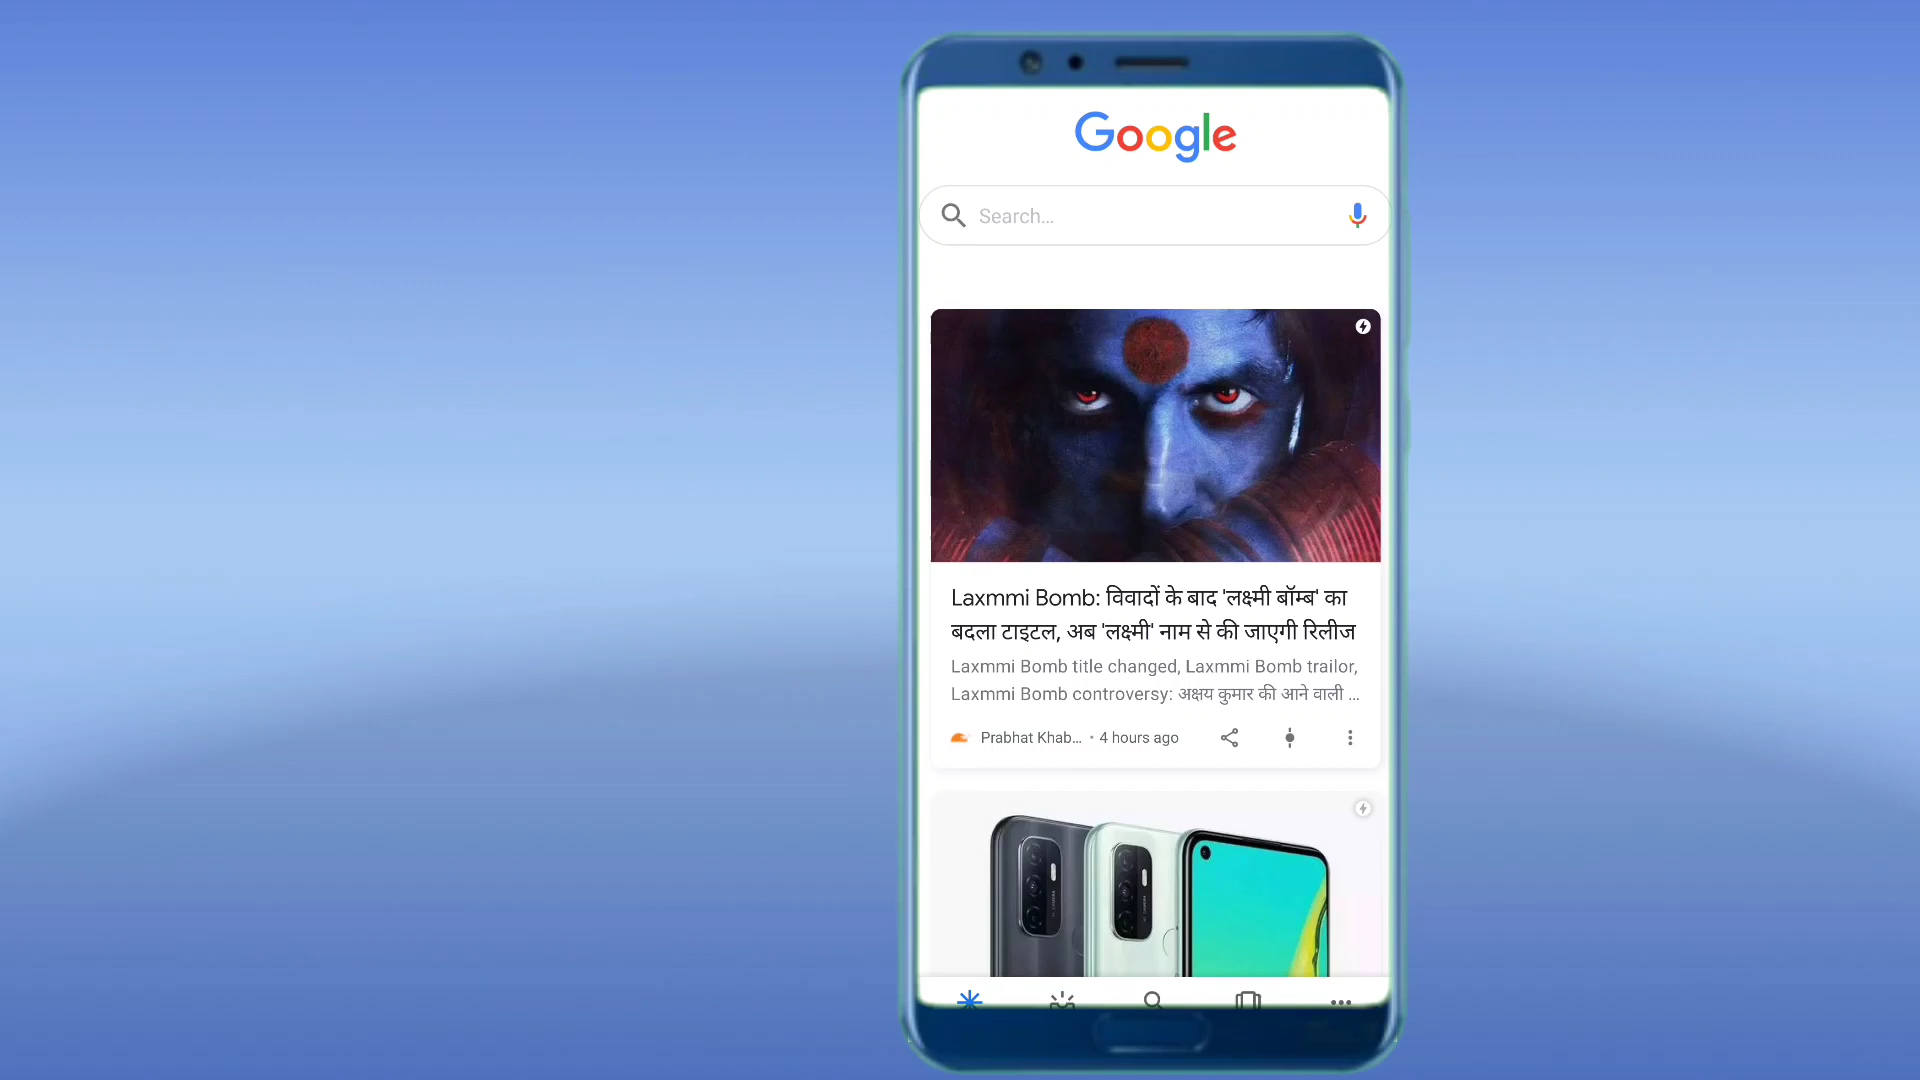 Google
Search...
Laxmmi Bomb: विवादों के बाद 'लक्ष्मी बॉम्ब' का
बदला टाइटल, अब 'लक्ष्मी' नाम से की जाएगी रिलीज
Laxmmi Bomb title changed, Laxmmi Bomb trailor,
Laxmmi Bomb controversy: अक्षय कुमार की आने वाली ...
Prabhat Khab... • 4 hours ago